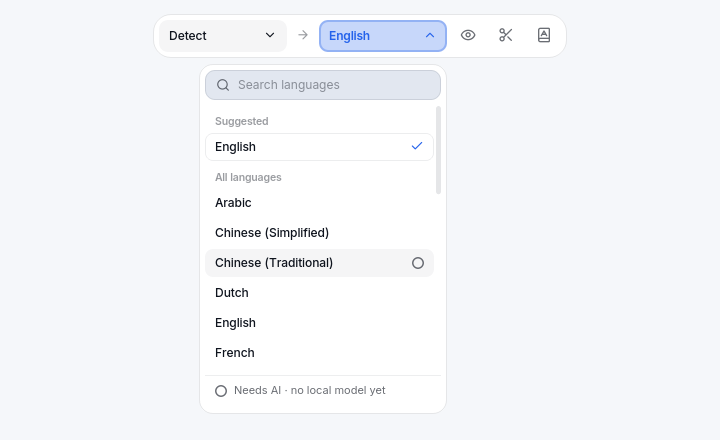 Detect
English
Search languages
Suggested
English
All languages
Arabic
Chinese (Simplified)
Chinese (Traditional)
Dutch
English
French
Needs AI · no local model yet